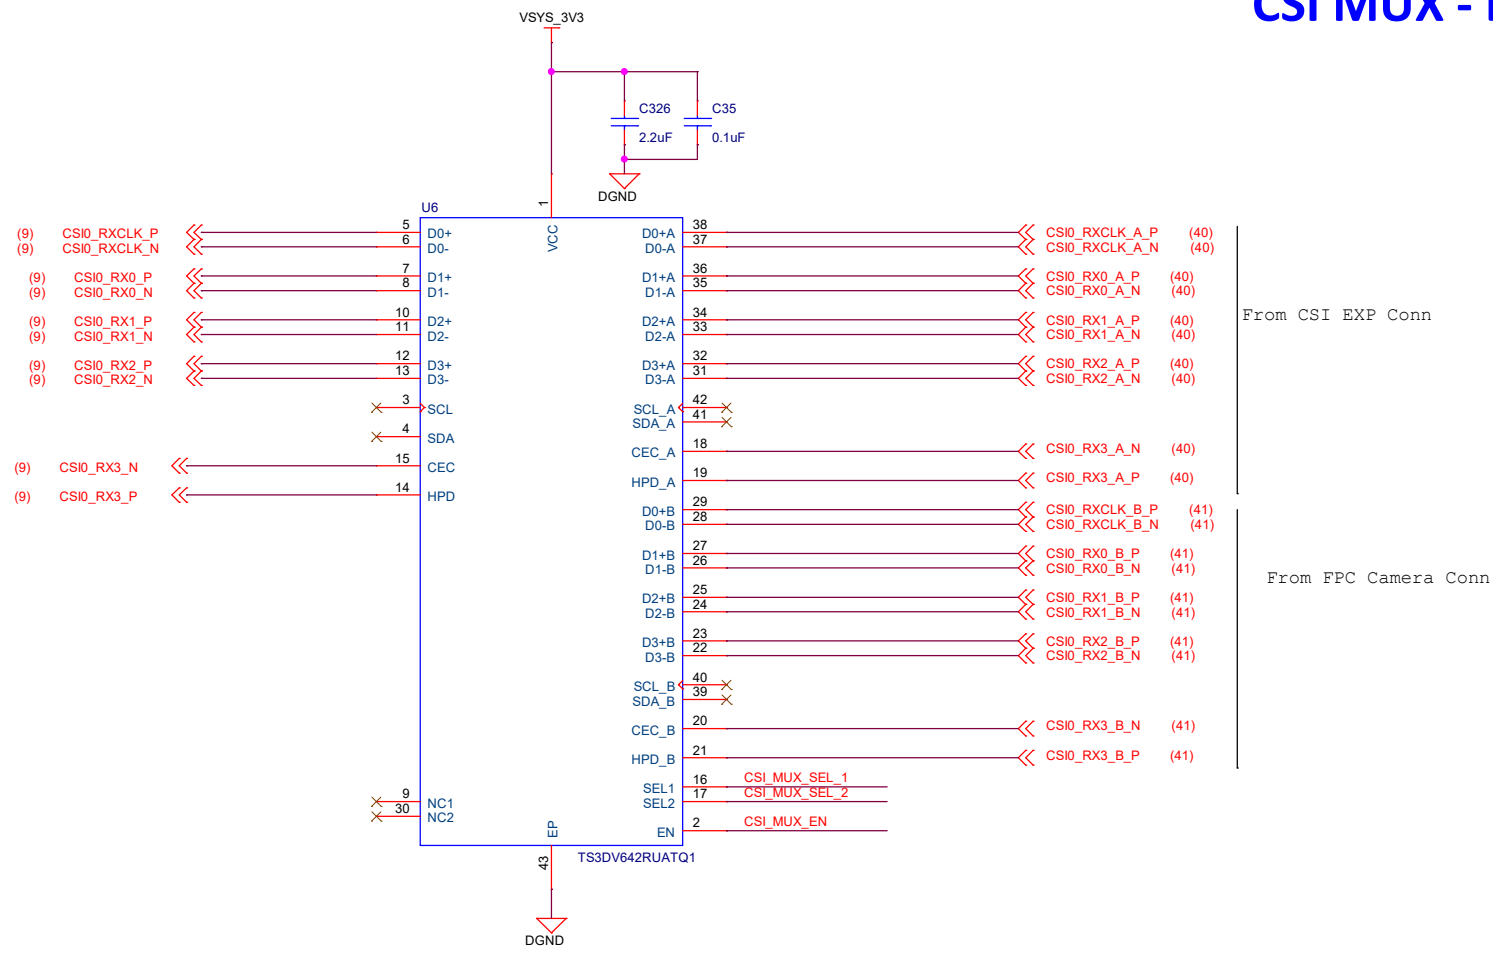 CSI MUX -
VSYS_3V3
C326
2.2uF
C35
0.1uF
DGND
U6
1
VCC
(9) CSI0_RXCLK_P 5 D0+
(9) CSI0_RXCLK_N 6 D0-
(9) CSI0_RX0_P 7 D1+
(9) CSI0_RX0_N 8 D1-
(9) CSI0_RX1_P 10 D2+
(9) CSI0_RX1_N 11 D2-
(9) CSI0_RX2_P 12 D3+
(9) CSI0_RX2_N 13 D3-
3 SCL
4 SDA
(9) CSI0_RX3_N 15 CEC
(9) CSI0_RX3_P 14 HPD
9 NC1
30 NC2
D0+A 38 CSI0_RXCLK_A_P (40)
D0-A 37 CSI0_RXCLK_A_N (40)
D1+A 36 CSI0_RX0_A_P (40)
D1-A 35 CSI0_RX0_A_N (40)
D2+A 34 CSI0_RX1_A_P (40)
D2-A 33 CSI0_RX1_A_N (40)
D3+A 32 CSI0_RX2_A_P (40)
D3-A 31 CSI0_RX2_A_N (40)
SCL_A 42
SDA_A 41
CEC_A 18 CSI0_RX3_A_N (40)
HPD_A 19 CSI0_RX3_A_P (40)
From CSI EXP Conn
D0+B 29 CSI0_RXCLK_B_P (41)
D0-B 28 CSI0_RXCLK_B_N (41)
D1+B 27 CSI0_RX0_B_P (41)
D1-B 26 CSI0_RX0_B_N (41)
D2+B 25 CSI0_RX1_B_P (41)
D2-B 24 CSI0_RX1_B_N (41)
D3+B 23 CSI0_RX2_B_P (41)
D3-B 22 CSI0_RX2_B_N (41)
SCL_B 40
SDA_B 39
CEC_B 20 CSI0_RX3_B_N (41)
HPD_B 21 CSI0_RX3_B_P (41)
From FPC Camera Conn
SEL1 16 CSI_MUX_SEL_1
SEL2 17 CSI_MUX_SEL_2
EN 2 CSI_MUX_EN
EP
43
TS3DV642RUATQ1
DGND